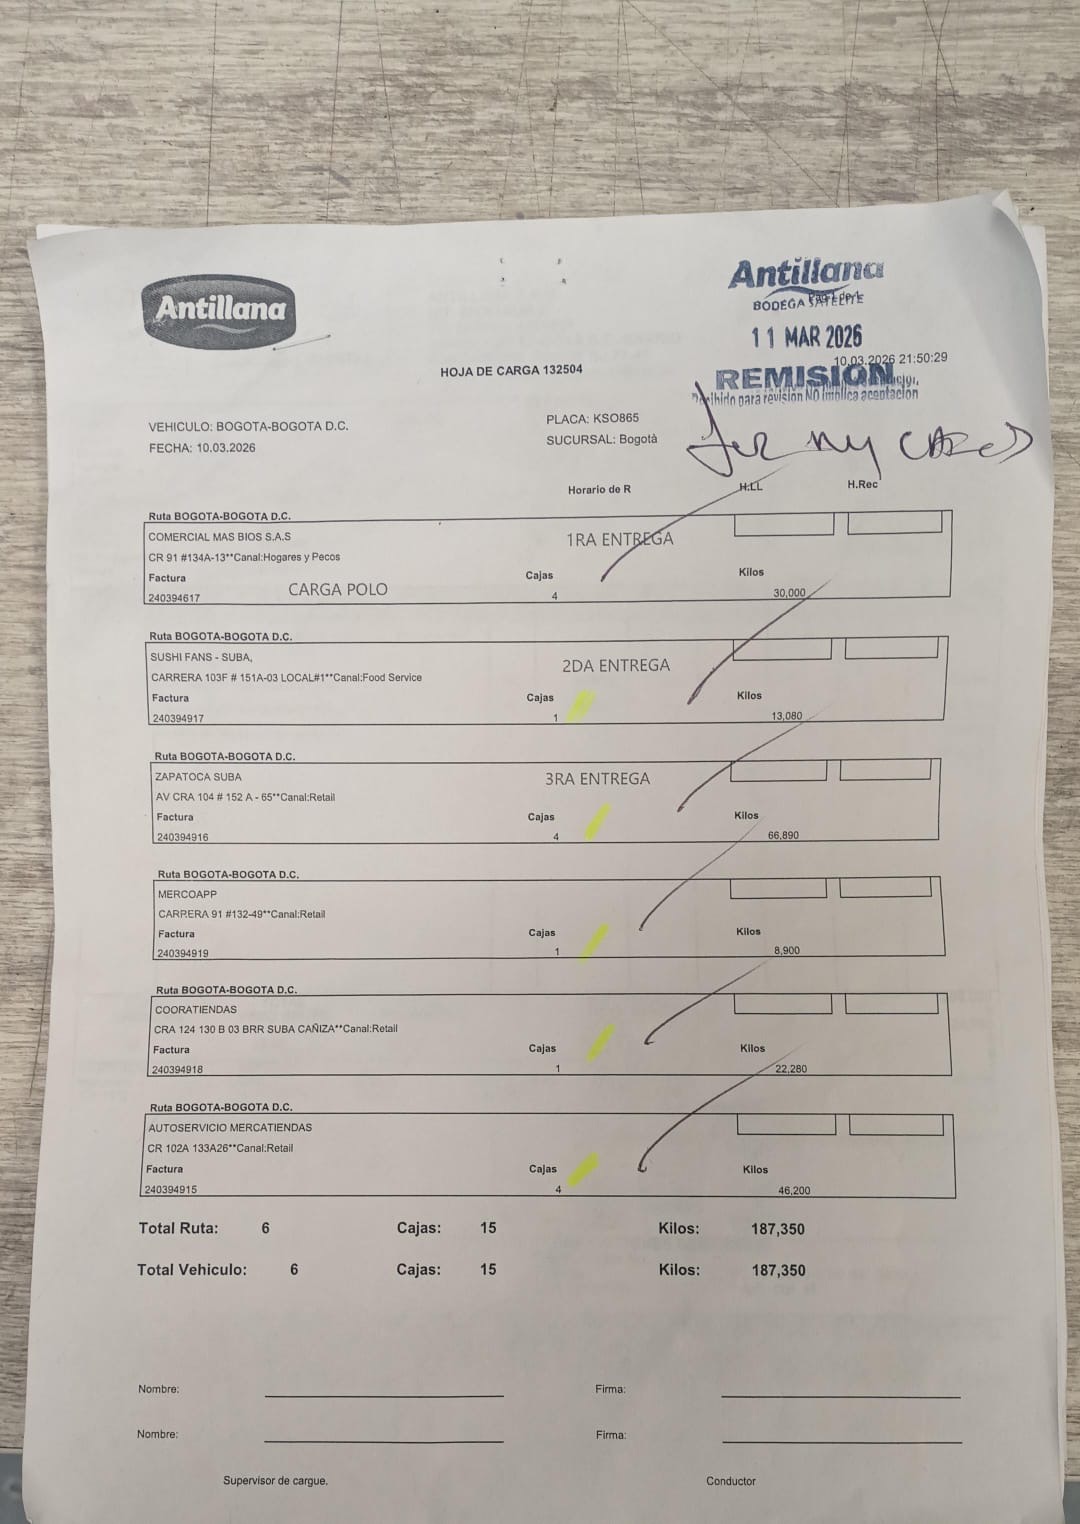 Antillana
Antillana
BODEGA SATELITE
11 MAR 2026
10.03.2026 21:50:29
REMISION
Recibido para revisión NO implica aceptación
HOJA DE CARGA 132504
VEHICULO: BOGOTA-BOGOTA D.C.
PLACA: KSO865
FECHA: 10.03.2026
SUCURSAL: Bogotà
Horario de R H.LL H.Rec
Ruta BOGOTA-BOGOTA D.C.
COMERCIAL MAS BIOS S.A.S
1RA ENTREGA
CR 91 #134A-13**Canal:Hogares y Pecos
Factura Cajas Kilos
CARGA POLO
240394617 4 30,000
Ruta BOGOTA-BOGOTA D.C.
SUSHI FANS - SUBA,
2DA ENTREGA
CARRERA 103F # 151A-03 LOCAL#1**Canal:Food Service
Factura Cajas Kilos
240394917 1 13,080
Ruta BOGOTA-BOGOTA D.C.
ZAPATOCA SUBA
3RA ENTREGA
AV CRA 104 # 152 A - 65**Canal:Retail
Factura Cajas Kilos
240394916 4 66,890
Ruta BOGOTA-BOGOTA D.C.
MERCOAPP
CARRERA 91 #132-49**Canal:Retail
Factura Cajas Kilos
240394919 1 8,900
Ruta BOGOTA-BOGOTA D.C.
COORATIENDAS
CRA 124 130 B 03 BRR SUBA CAÑIZA**Canal:Retail
Factura Cajas Kilos
240394918 1 22,280
Ruta BOGOTA-BOGOTA D.C.
AUTOSERVICIO MERCATIENDAS
CR 102A 133A26**Canal:Retail
Factura Cajas Kilos
240394915 4 46,200
Total Ruta: 6 Cajas: 15 Kilos: 187,350
Total Vehiculo: 6 Cajas: 15 Kilos: 187,350
Nombre: Firma:
Nombre: Firma:
Supervisor de cargue. Conductor